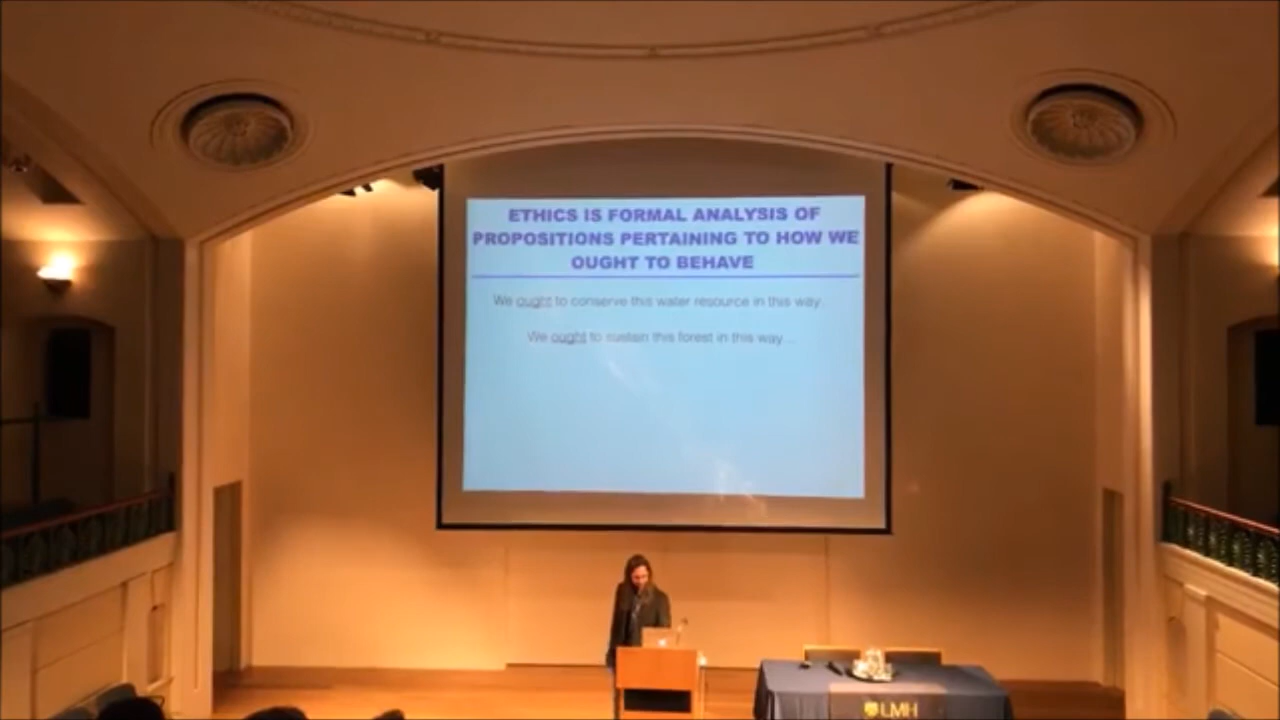 ETHICS IS FORMAL ANALYSIS OF
PROPOSITIONS PERTAINING TO HOW WE
OUGHT TO BEHAVE
We ought to conserve this water resource in this way...
We ought to sustain this forest in this way...
LMH